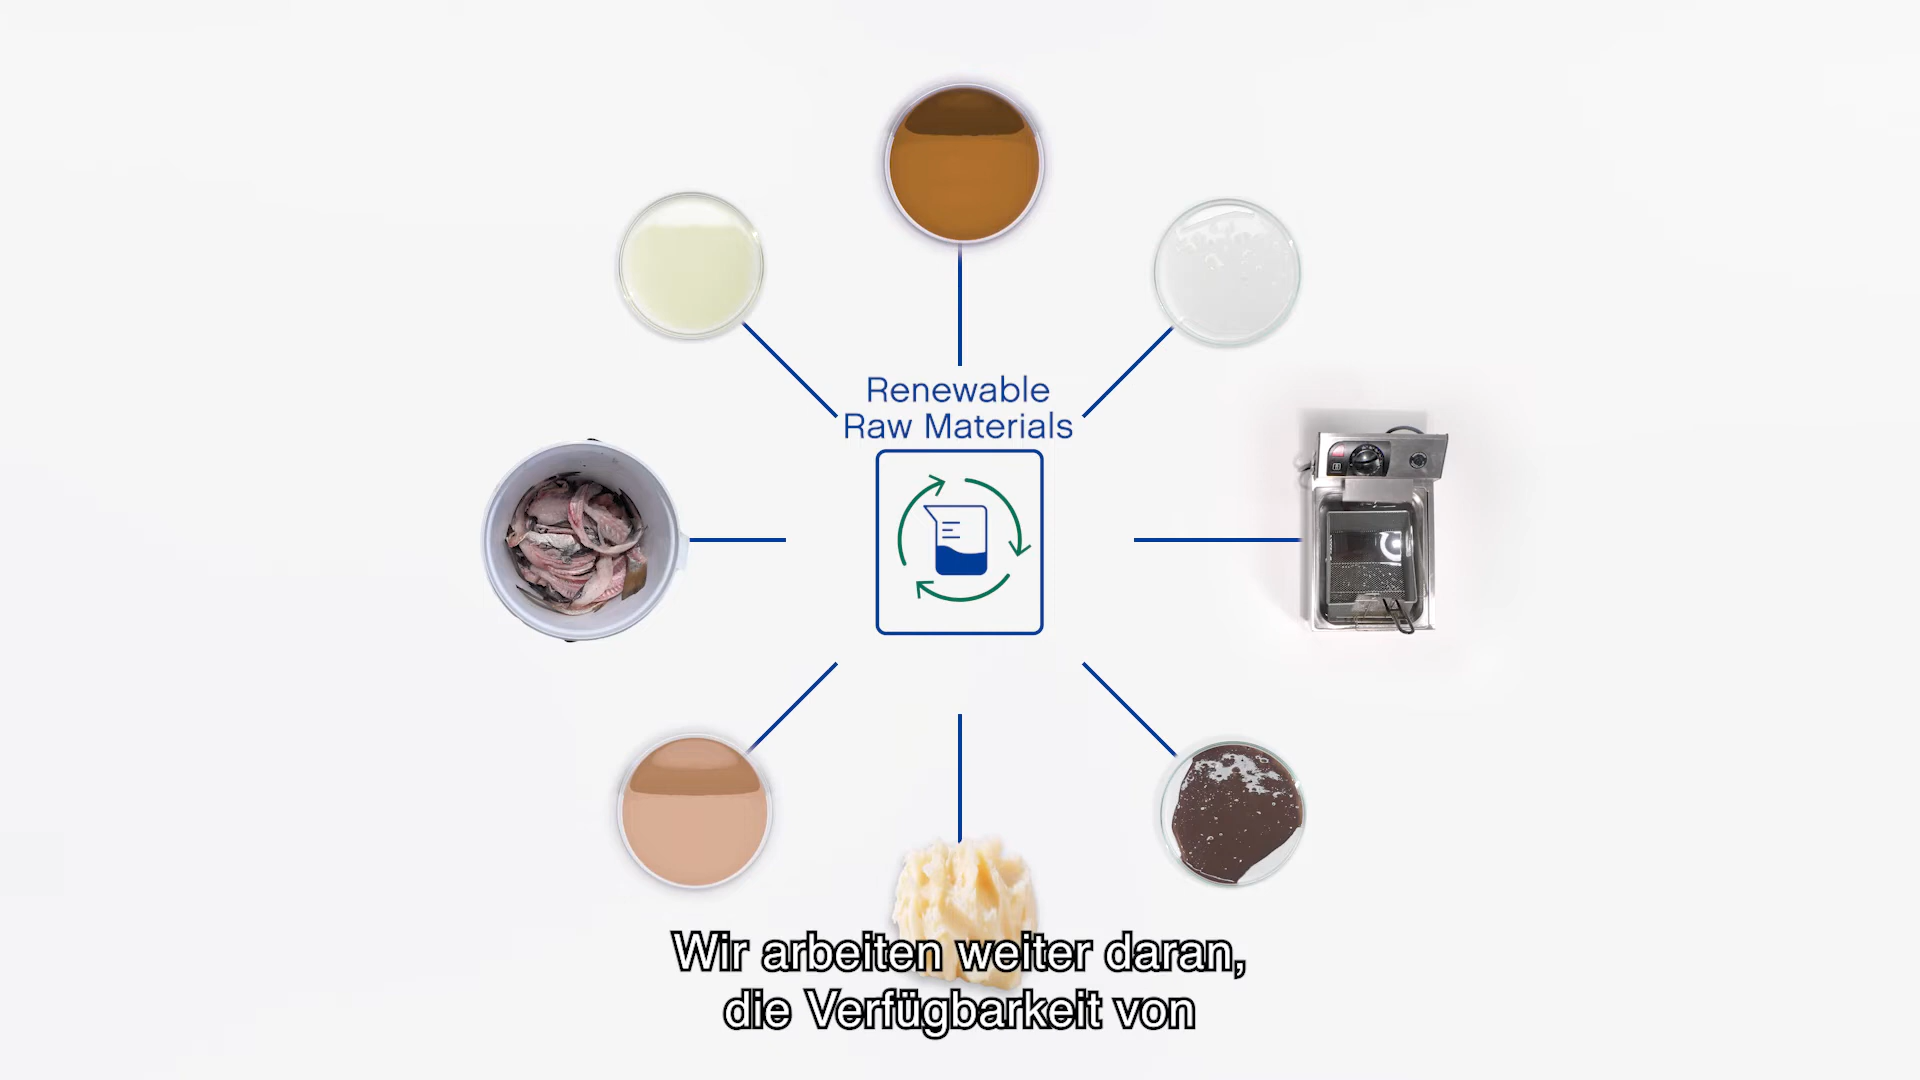 Renewable
Raw Materials
Wir arbeiten weiter daran,
die Verfügbarkeit von